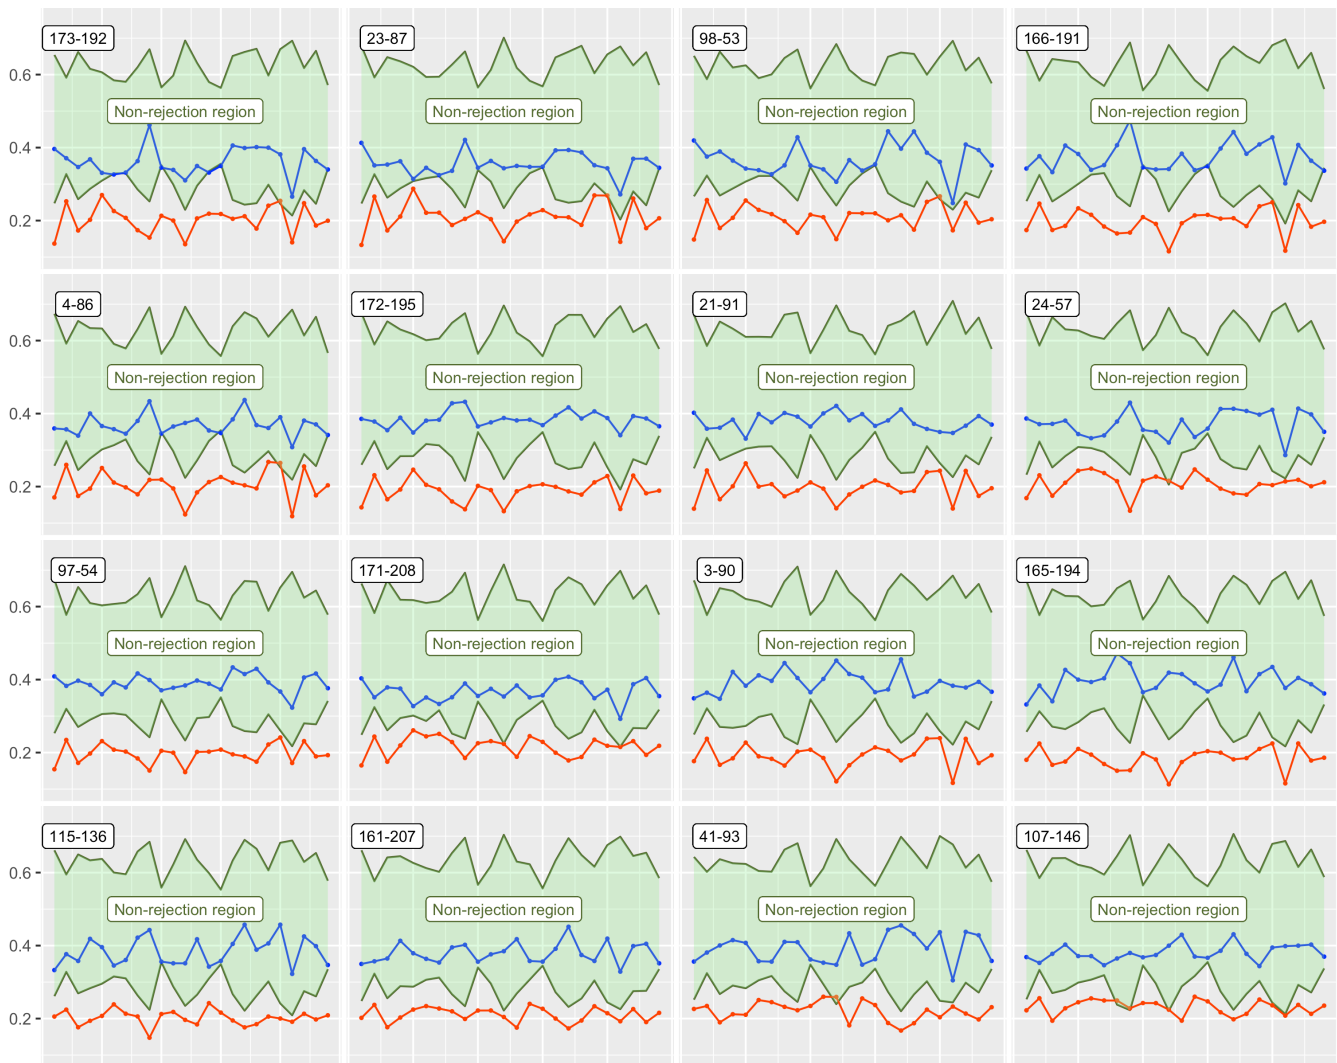 173-192
23-87
98-53
166-191
0.6
Non-rejection region
Non-rejection region
Non-rejection region
Non-rejection region
0.4
0.2
4-86
172-195
21-91
24-57
0.6
Non-rejection region
Non-rejection region
Non-rejection region
Non-rejection region
0.4
0.2
97-54
171-208
3-90
165-194
0.6
Non-rejection region
Non-rejection region
Non-rejection region
Non-rejection region
0.4
0.2
115-136
161-207
41-93
107-146
0.6
Non-rejection region
Non-rejection region
Non-rejection region
Non-rejection region
0.4
0.2